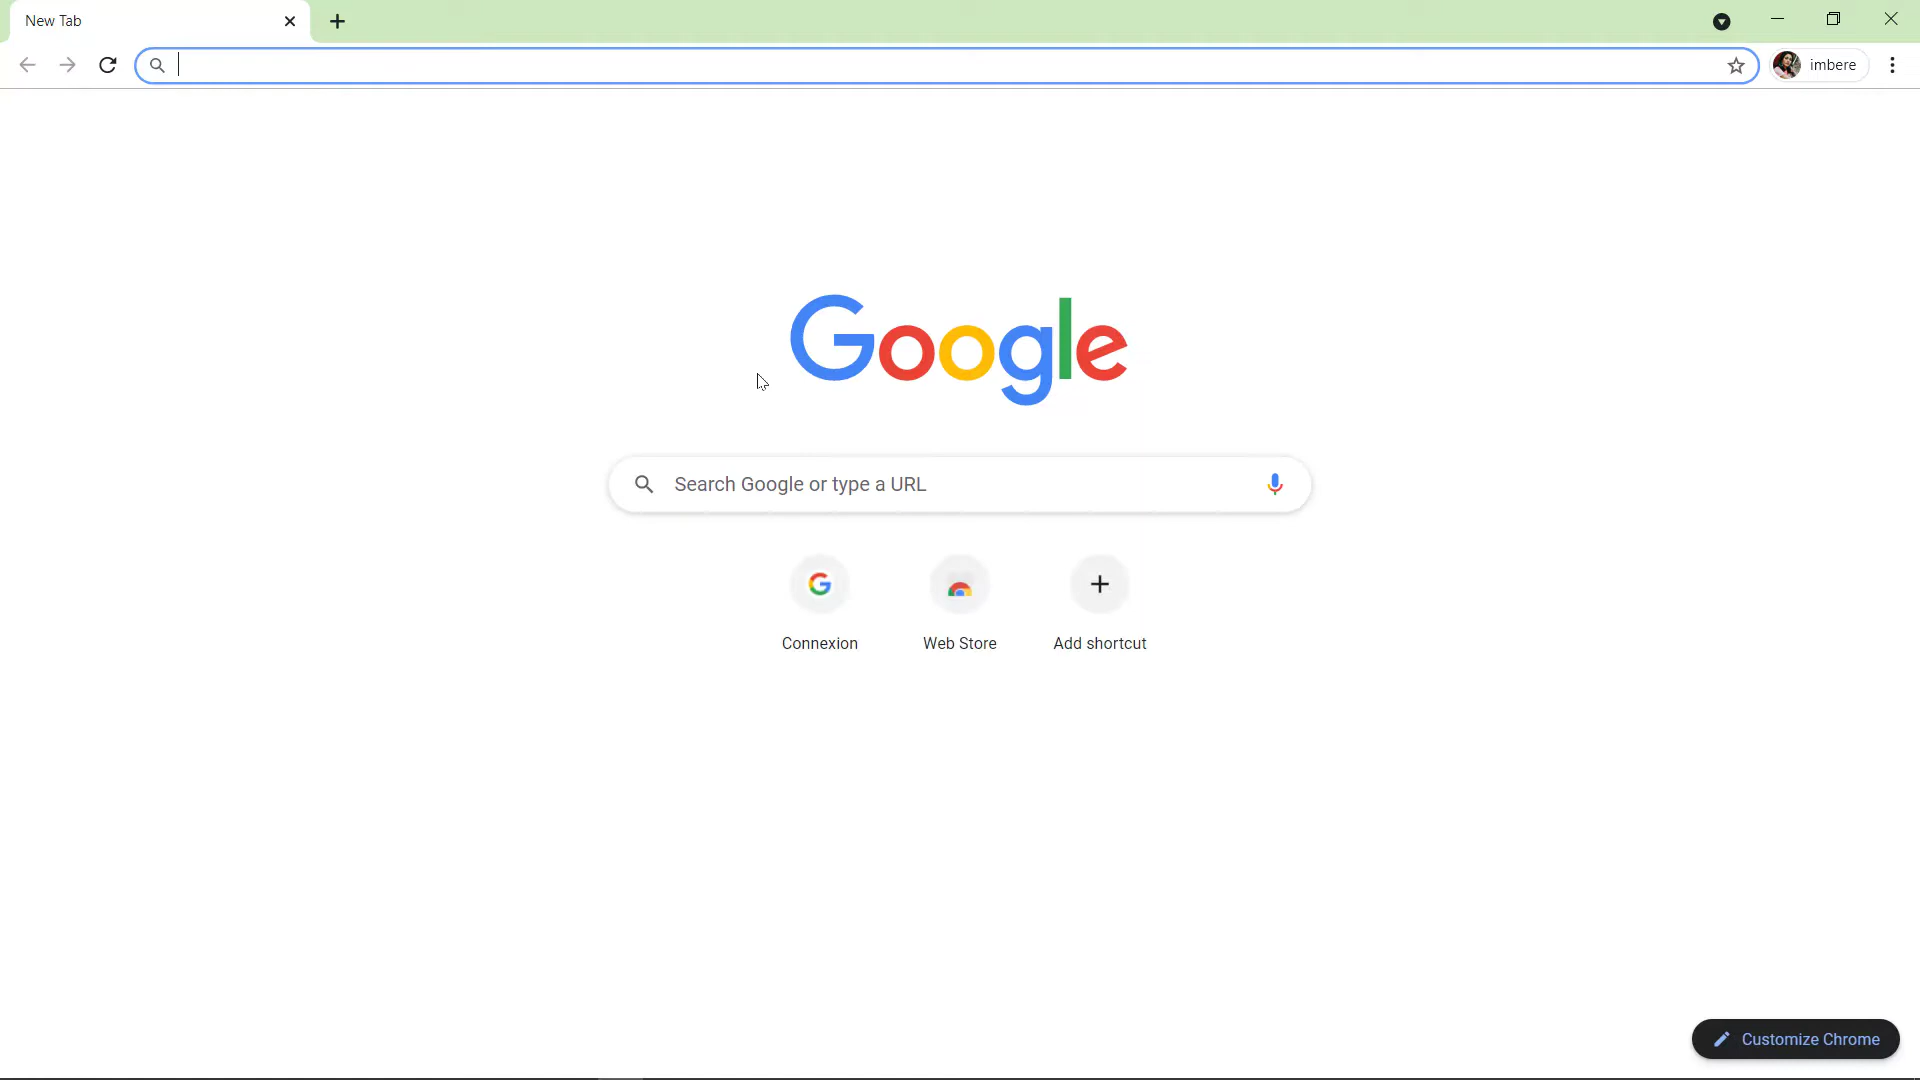 New Tab
imbere
Google
Search Google or type a URL
Connexion
Web Store
Add shortcut
Customize Chrome